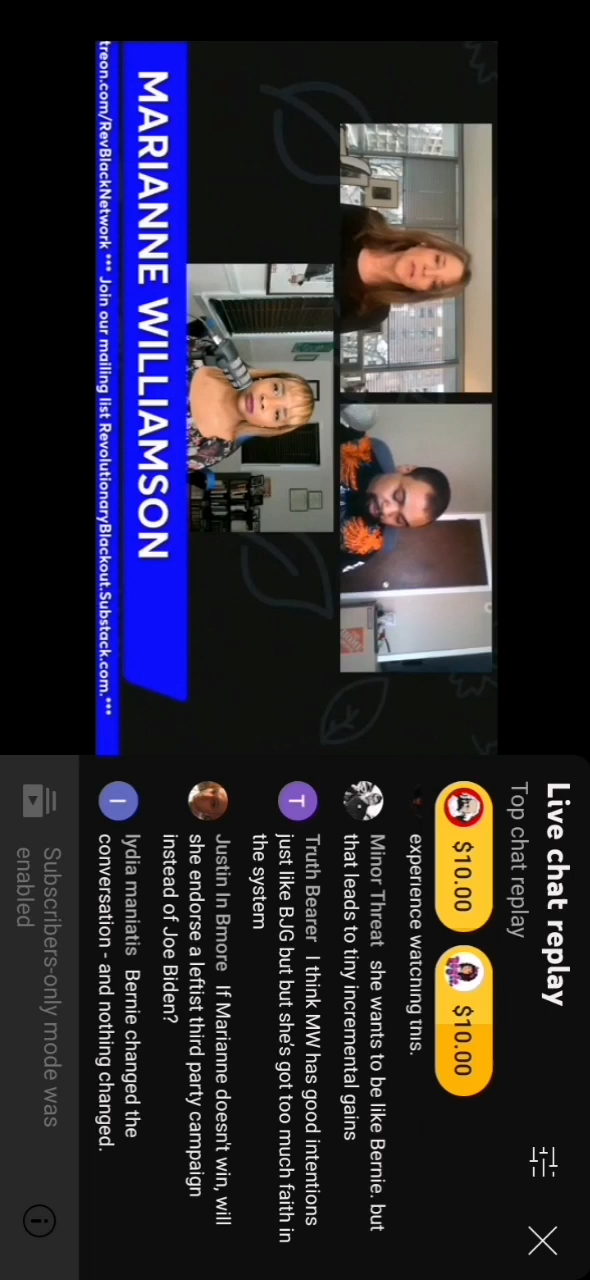 MARIANNE WILLIAMSON
treon.com/RevBlackNetwork *** Join our mailing list RevolutionaryBlackout.Substack.com. ***
Live chat replay
Top chat replay
$10.00 $10.00
experience watching this.
Minor Threat she wants to be like Bernie. but
that leads to tiny incremental gains
Truth Bearer I think MW has good intentions
just like BJG but but she's got too much faith in
the system
Justin In Bmore If Marianne doesn't win, will
she endorse a leftist third party campaign
instead of Joe Biden?
lydia maniatis Bernie changed the
conversation - and nothing changed.
Subscribers-only mode was
enabled
T
l